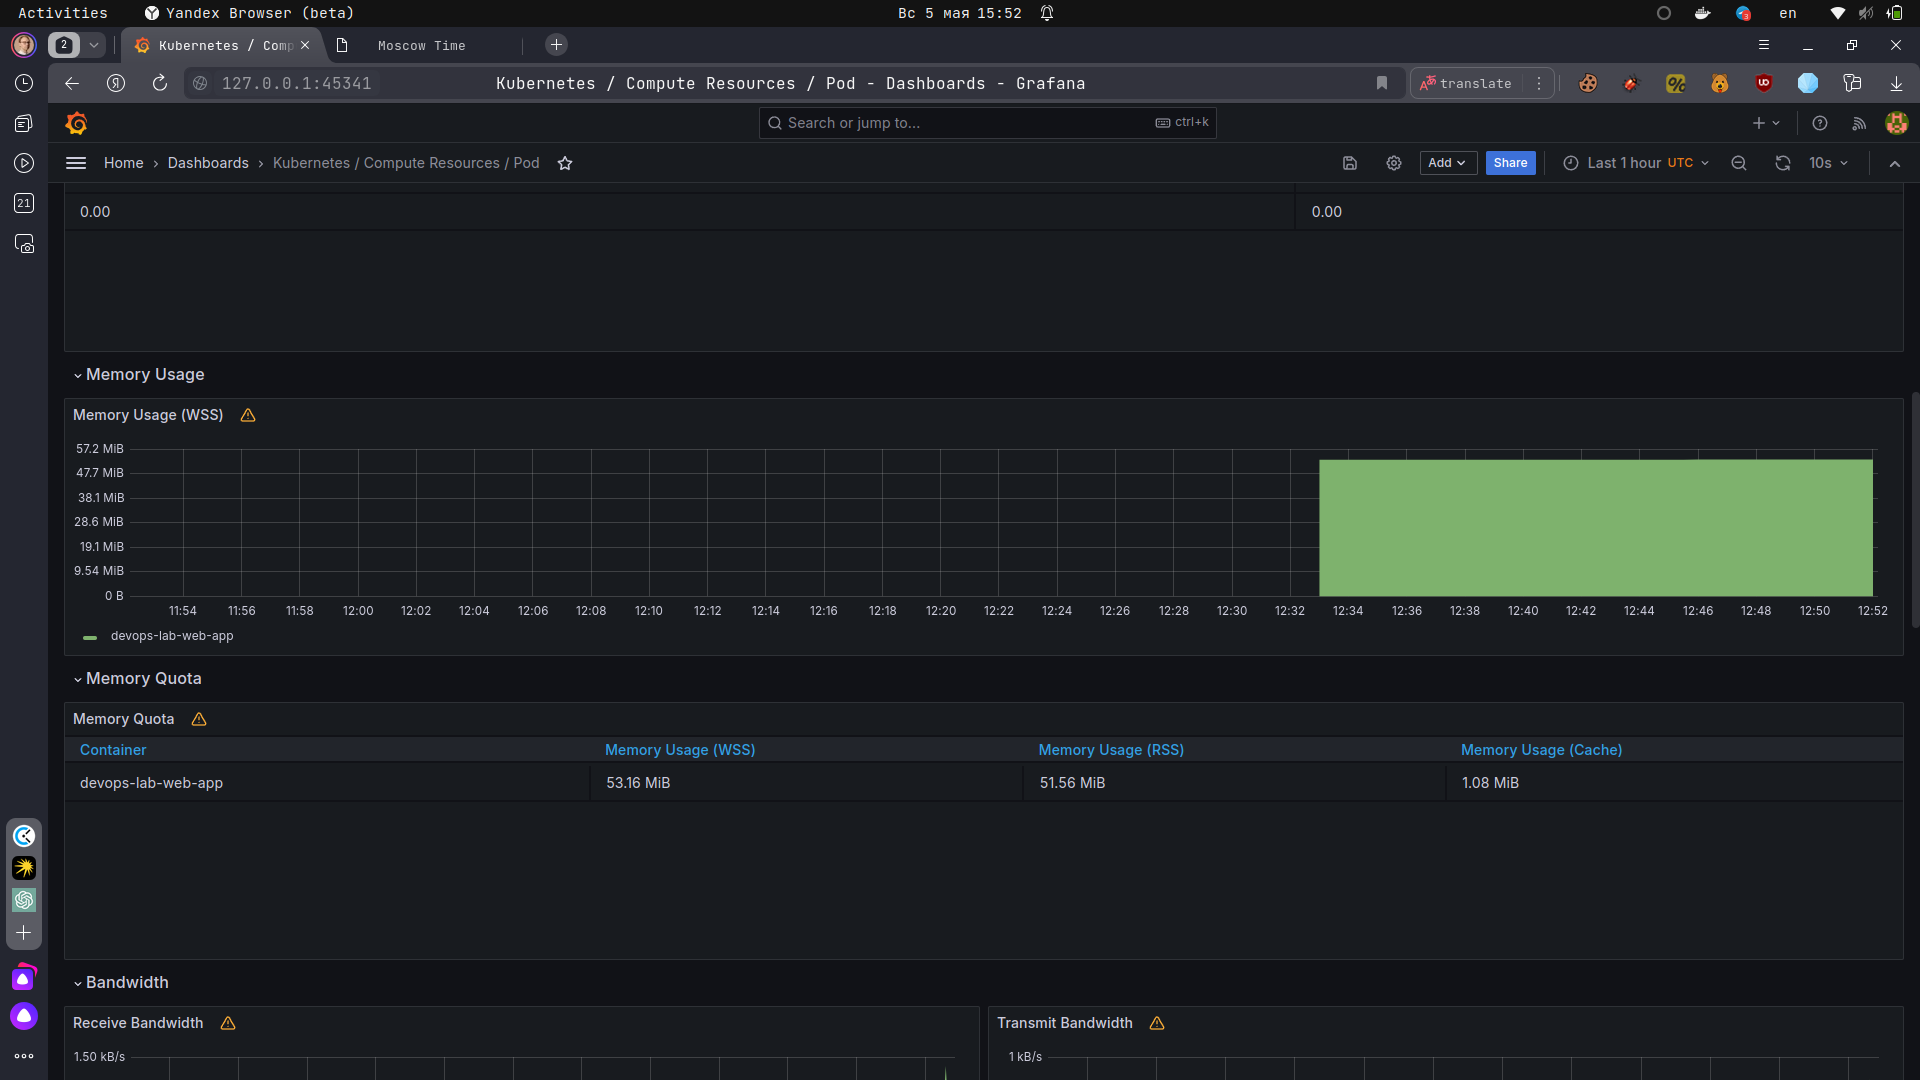 Activities
Yandex Browser (beta)
Вс 5 мая 15:52
en
2
Kubernetes / Comp
Moscow Time
127.0.0.1:45341
Kubernetes / Compute Resources / Pod - Dashboards - Grafana
translate
Search or jump to...
ctrl+k
Home
Dashboards
Kubernetes / Compute Resources / Pod
Add
Share
Last 1 hour UTC
10s
21
0.00
0.00
Memory Usage
Memory Usage (WSS)
57.2 MiB
47.7 MiB
38.1 MiB
28.6 MiB
19.1 MiB
9.54 MiB
0 B
11:54 11:56 11:58 12:00 12:02 12:04 12:06 12:08 12:10 12:12 12:14 12:16 12:18 12:20 12:22 12:24 12:26 12:28 12:30 12:32 12:34 12:36 12:38 12:40 12:42 12:44 12:46 12:48 12:50 12:52
devops-lab-web-app
Memory Quota
Memory Quota
Container Memory Usage (WSS) Memory Usage (RSS) Memory Usage (Cache)
devops-lab-web-app 53.16 MiB 51.56 MiB 1.08 MiB
Bandwidth
Receive Bandwidth
1.50 kB/s
Transmit Bandwidth
1 kB/s